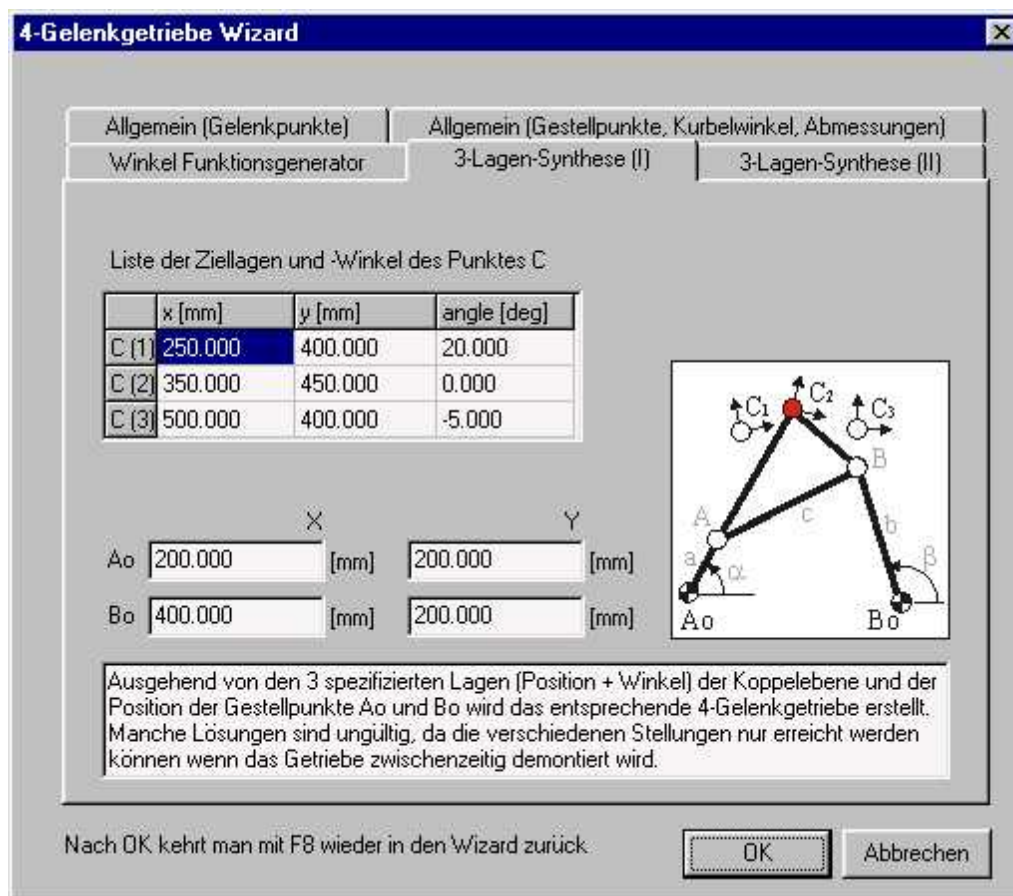 4-Gelenkgetriebe Wizard
Allgemein (Gelenkpunkte) Allgemein (Gestellpunkte, Kurbelwinkel, Abmessungen)
Winkel Funktionsgenerator 3-Lagen-Synthese (I) 3-Lagen-Synthese (II)
Liste der Ziellagen und -Winkel des Punktes C
x [mm] y [mm] angle [deg]
C (1) 250.000 400.000 20.000
C (2) 350.000 450.000 0.000
C (3) 500.000 400.000 -5.000
C1 C2 C3
A B
c b
a α β
Ao Bo
X Y
Ao 200.000 [mm] 200.000 [mm]
Bo 400.000 [mm] 200.000 [mm]
Ausgehend von den 3 spezifizierten Lagen (Position + Winkel) der Koppelebene und der
Position der Gestellpunkte Ao und Bo wird das entsprechende 4-Gelenkgetriebe erstellt.
Manche Lösungen sind ungültig, da die verschiedenen Stellungen nur erreicht werden
können wenn das Getriebe zwischenzeitig demontiert wird.
Nach OK kehrt man mit F8 wieder in den Wizard zurück
OK Abbrechen